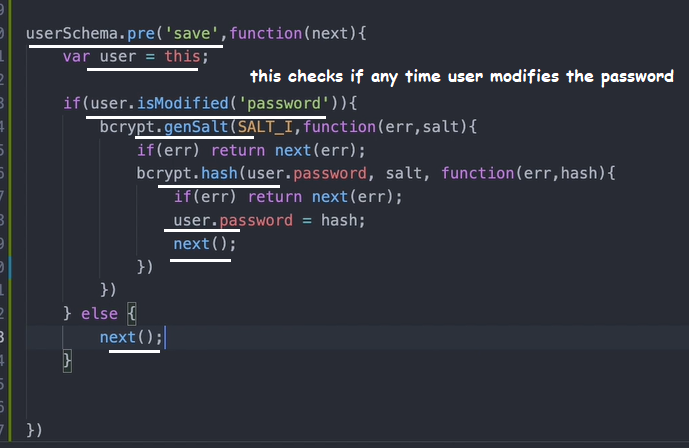 userSchema.pre('save',function(next){
var user = this;
this checks if any time user modifies the password
if(user.isModified('password')){
bcrypt.genSalt(SALT_I,function(err,salt){
if(err) return next(err);
bcrypt.hash(user.password, salt, function(err,hash){
if(err) return next(err);
user.password = hash;
next();
})
})
} else {
next();
}
})